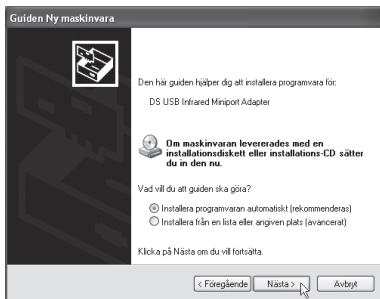 Guiden Ny maskinvara
Den här guiden hjälper dig att installera programvara för:
DS USB Infrared Miniport Adapter
Om maskinvaran levererades med en
installationsdiskett eller installations-CD sätter
du in den nu.
Vad vill du att guiden ska göra?
Installera programvaran automatiskt (rekommenderas)
Installera från en lista eller angiven plats (avancerat)
Klicka på Nästa om du vill fortsätta.
< Föregående
Nästa >
Avbryt